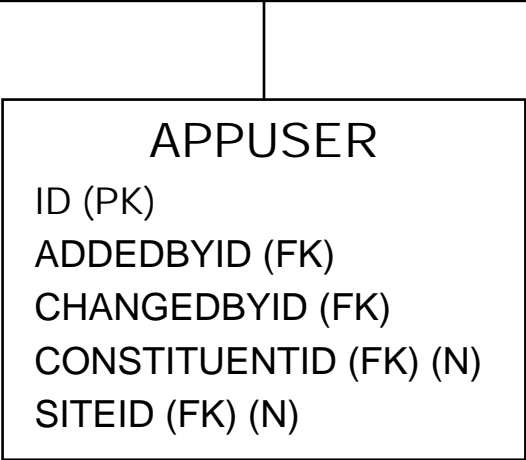 APPUSER
ID (PK)
ADDEDBYID (FK)
CHANGEDBYID (FK)
CONSTITUENTID (FK) (N)
SITEID (FK) (N)